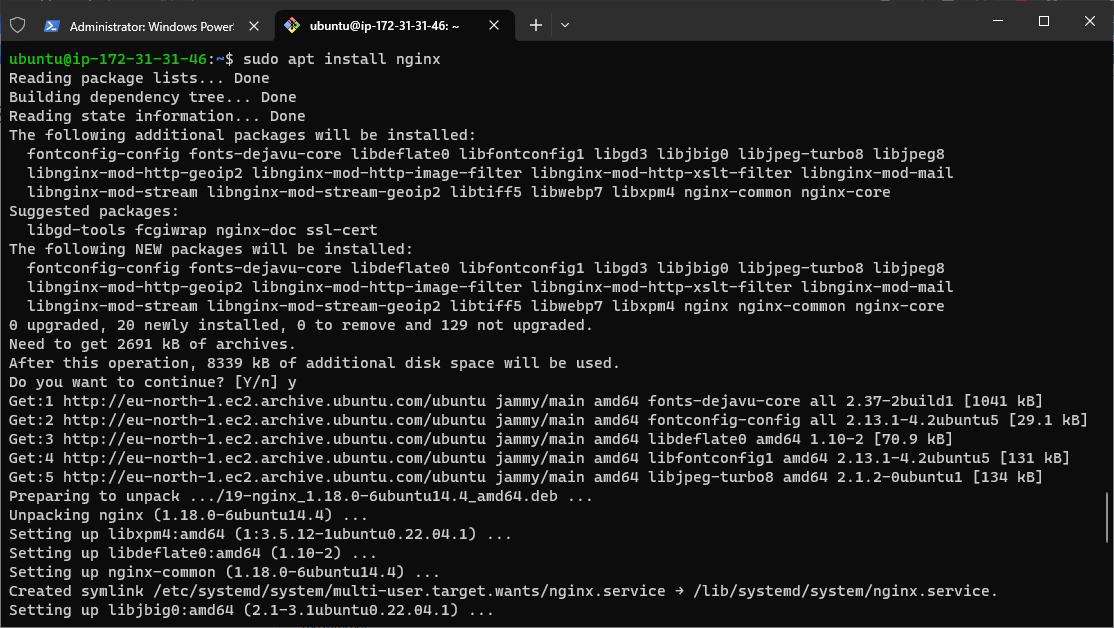 Administrator: Windows Power
ubuntu@ip-172-31-31-46: ~
ubuntu@ip-172-31-31-46:~$ sudo apt install nginx
Reading package lists... Done
Building dependency tree... Done
Reading state information... Done
The following additional packages will be installed:
  fontconfig-config fonts-dejavu-core libdeflate0 libfontconfig1 libgd3 libjbig0 libjpeg-turbo8 libjpeg8
  libnginx-mod-http-geoip2 libnginx-mod-http-image-filter libnginx-mod-http-xslt-filter libnginx-mod-mail
  libnginx-mod-stream libnginx-mod-stream-geoip2 libtiff5 libwebp7 libxpm4 nginx-common nginx-core
Suggested packages:
  libgd-tools fcgiwrap nginx-doc ssl-cert
The following NEW packages will be installed:
  fontconfig-config fonts-dejavu-core libdeflate0 libfontconfig1 libgd3 libjbig0 libjpeg-turbo8 libjpeg8
  libnginx-mod-http-geoip2 libnginx-mod-http-image-filter libnginx-mod-http-xslt-filter libnginx-mod-mail
  libnginx-mod-stream libnginx-mod-stream-geoip2 libtiff5 libwebp7 libxpm4 nginx nginx-common nginx-core
0 upgraded, 20 newly installed, 0 to remove and 129 not upgraded.
Need to get 2691 kB of archives.
After this operation, 8339 kB of additional disk space will be used.
Do you want to continue? [Y/n] y
Get:1 http://eu-north-1.ec2.archive.ubuntu.com/ubuntu jammy/main amd64 fonts-dejavu-core all 2.37-2build1 [1041 kB]
Get:2 http://eu-north-1.ec2.archive.ubuntu.com/ubuntu jammy/main amd64 fontconfig-config all 2.13.1-4.2ubuntu5 [29.1 kB]
Get:3 http://eu-north-1.ec2.archive.ubuntu.com/ubuntu jammy/main amd64 libdeflate0 amd64 1.10-2 [70.9 kB]
Get:4 http://eu-north-1.ec2.archive.ubuntu.com/ubuntu jammy/main amd64 libfontconfig1 amd64 2.13.1-4.2ubuntu5 [131 kB]
Get:5 http://eu-north-1.ec2.archive.ubuntu.com/ubuntu jammy/main amd64 libjpeg-turbo8 amd64 2.1.2-0ubuntu1 [134 kB]
Preparing to unpack .../19-nginx_1.18.0-6ubuntu14.4_amd64.deb ...
Unpacking nginx (1.18.0-6ubuntu14.4) ...
Setting up libxpm4:amd64 (1:3.5.12-1ubuntu0.22.04.1) ...
Setting up libdeflate0:amd64 (1.10-2) ...
Setting up nginx-common (1.18.0-6ubuntu14.4) ...
Created symlink /etc/systemd/system/multi-user.target.wants/nginx.service → /lib/systemd/system/nginx.service.
Setting up libjbig0:amd64 (2.1-3.1ubuntu0.22.04.1) ...